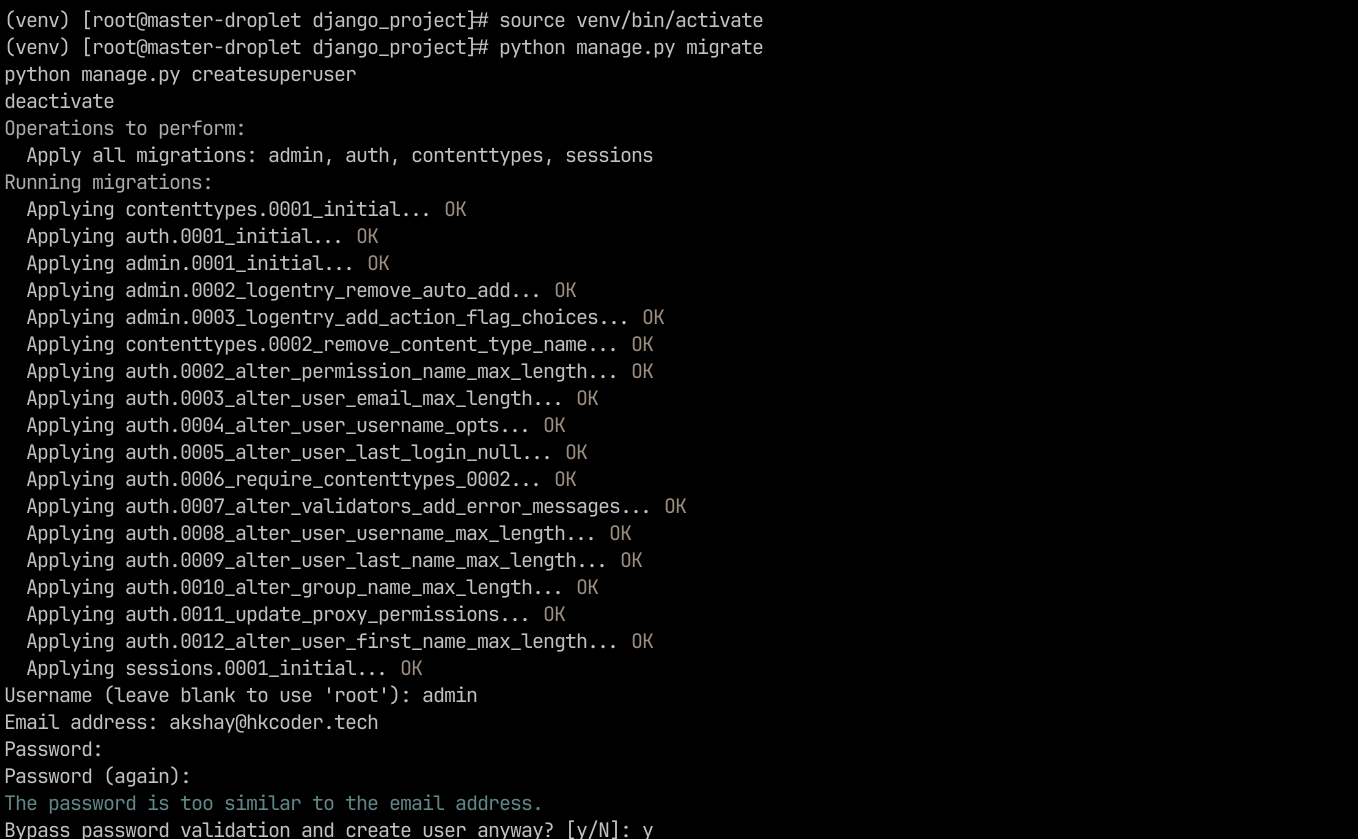 (venv) [root@master-droplet django_project]# source venv/bin/activate
(venv) [root@master-droplet django_project]# python manage.py migrate
python manage.py createsuperuser
deactivate
Operations to perform:
  Apply all migrations: admin, auth, contenttypes, sessions
Running migrations:
  Applying contenttypes.0001_initial... OK
  Applying auth.0001_initial... OK
  Applying admin.0001_initial... OK
  Applying admin.0002_logentry_remove_auto_add... OK
  Applying admin.0003_logentry_add_action_flag_choices... OK
  Applying contenttypes.0002_remove_content_type_name... OK
  Applying auth.0002_alter_permission_name_max_length... OK
  Applying auth.0003_alter_user_email_max_length... OK
  Applying auth.0004_alter_user_username_opts... OK
  Applying auth.0005_alter_user_last_login_null... OK
  Applying auth.0006_require_contenttypes_0002... OK
  Applying auth.0007_alter_validators_add_error_messages... OK
  Applying auth.0008_alter_user_username_max_length... OK
  Applying auth.0009_alter_user_last_name_max_length... OK
  Applying auth.0010_alter_group_name_max_length... OK
  Applying auth.0011_update_proxy_permissions... OK
  Applying auth.0012_alter_user_first_name_max_length... OK
  Applying sessions.0001_initial... OK
Username (leave blank to use 'root'): admin
Email address: akshay@hkcoder.tech
Password:
Password (again):
The password is too similar to the email address.
Bypass password validation and create user anyway? [y/N]: y